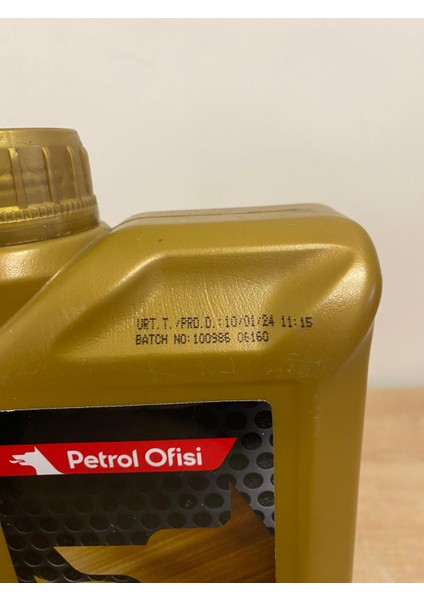 URT.T./PRD.D.:10/01/24 11:15
BATCH NO:100986 06160
Petrol Ofisi